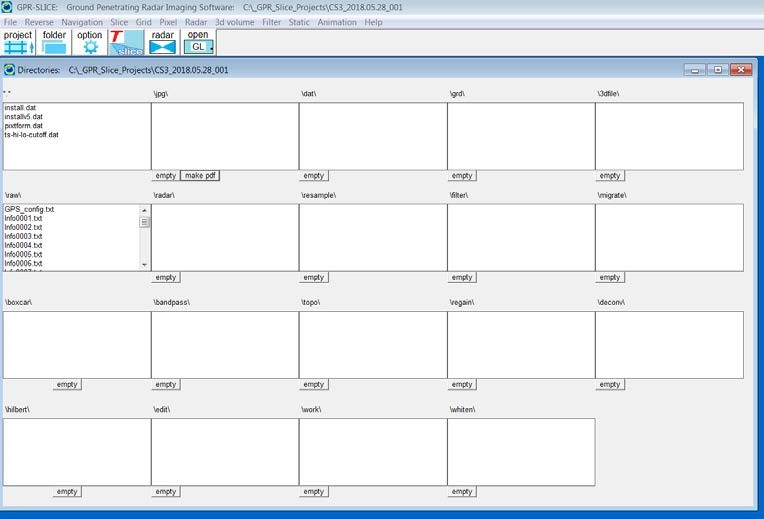 GPR-SLICE: Ground Penetrating Radar Imaging Software: C:\_GPR_Slice_Projects\CS3_2018.05.28_001
File Reverse Navigation Slice Grid Pixel Radar 3d volume Filter Static Animation Help
project folder option T slice radar open GL
Directories: C:\_GPR_Slice_Projects\CS3_2018.05.28_001
\jpg\ \dat\ \grd\ \3dfile\
install.dat
installv5.dat
pixtform.dat
ts-hi-lo-cutoff.dat
empty make pdf empty empty empty
\raw\ \radar\ \resample\ \filter\ \migrate\
GPS_config.txt
Info0001.txt
Info0002.txt
Info0003.txt
Info0004.txt
Info0005.txt
Info0006.txt
empty empty empty empty
\boxcar\ \bandpass\ \topo\ \regain\ \deconv\
empty empty empty empty empty
\hilbert\ \edit\ \work\ \whiten\
empty empty empty empty